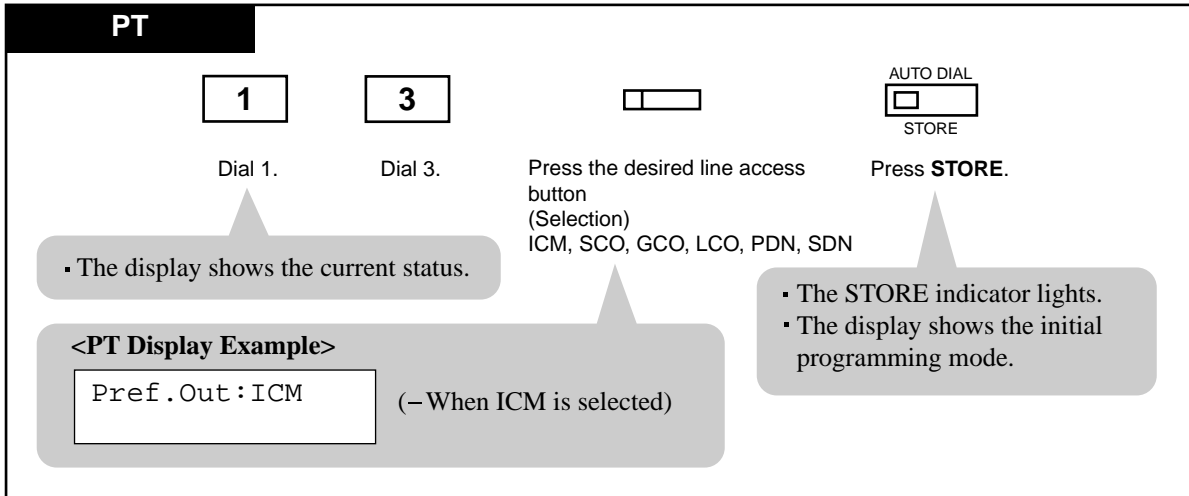 PT
1
3
AUTO DIAL
STORE
Dial 1.
Dial 3.
Press the desired line access
button
(Selection)
ICM, SCO, GCO, LCO, PDN, SDN
Press STORE.
▪ The display shows the current status.
▪ The STORE indicator lights.
▪ The display shows the initial
programming mode.
<PT Display Example>
Pref.Out:ICM
(–When ICM is selected)